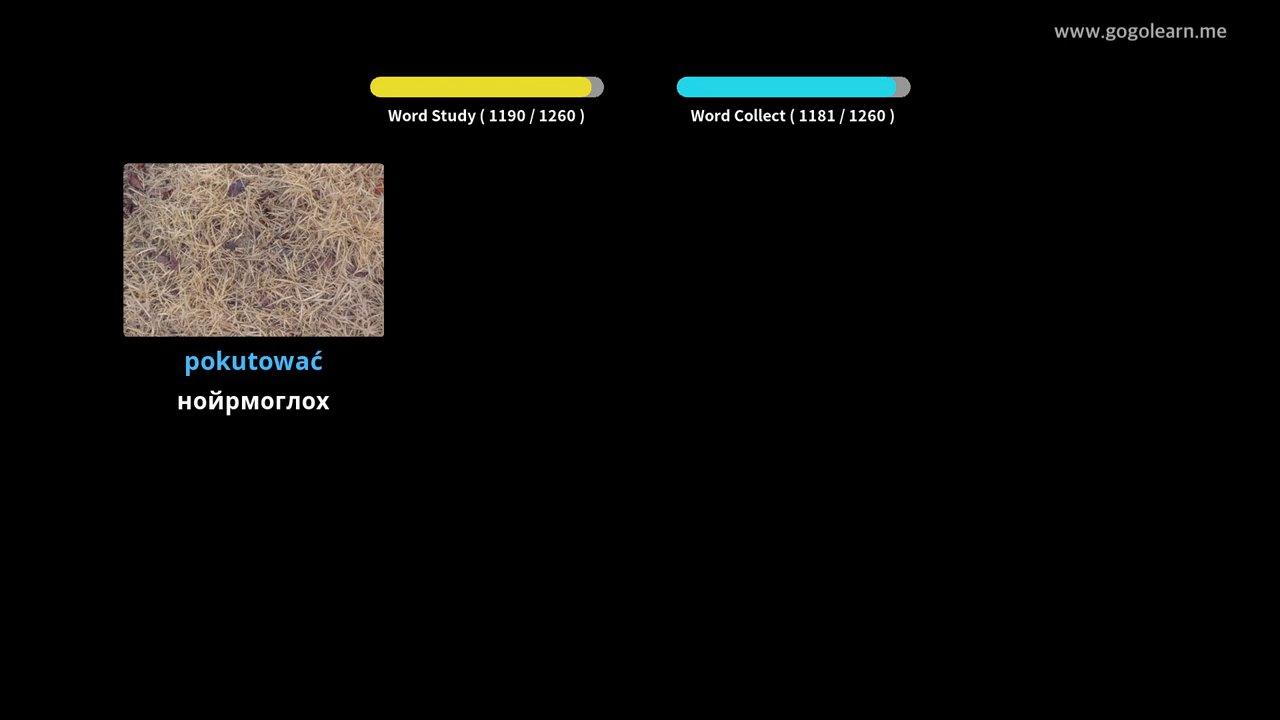 www.gogolearn.me
Word Study ( 1190 / 1260 )
Word Collect ( 1181 / 1260 )
pokutować
нойрмоглох